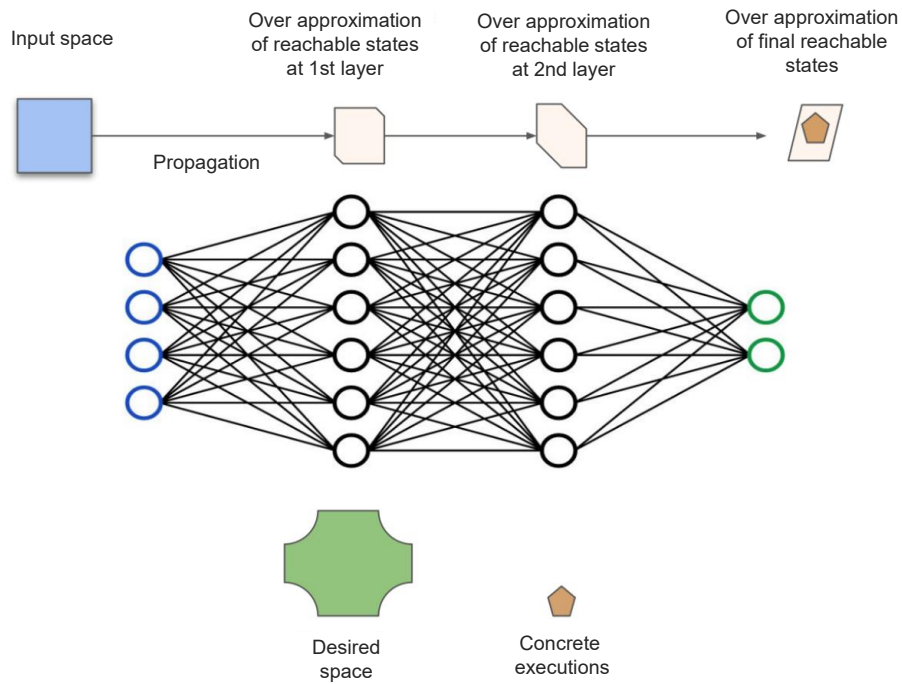 Input space
Over approximation
of reachable states
at 1st layer
Over approximation
of reachable states
at 2nd layer
Over approximation
of final reachable
states
Propagation
Desired
space
Concrete
executions